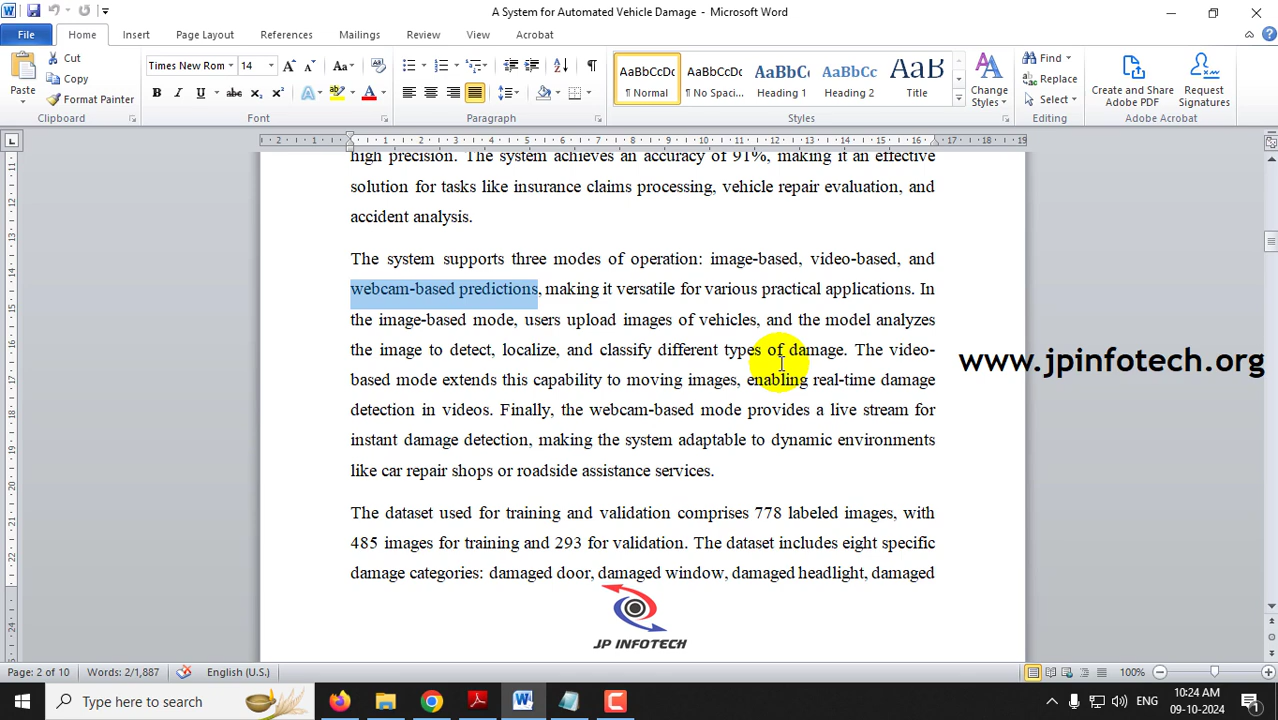 A System for Automated Vehicle Damage - Microsoft Word
File Home Insert Page Layout References Mailings Review View Acrobat
Paste
Cut
Copy
Format Painter
Clipboard
Times New Rom 14
Font
Paragraph
AaBbCcDc AaBbCcDc AaBbCc AaBbCc AaB
¶ Normal ¶ No Spaci... Heading 1 Heading 2 Title
Change Styles
Styles
Find
Replace
Select
Editing
Create and Share Adobe PDF
Request Signatures
Adobe Acrobat
high precision. The system achieves an accuracy of 91%, making it an effective
solution for tasks like insurance claims processing, vehicle repair evaluation, and
accident analysis.
The system supports three modes of operation: image-based, video-based, and
webcam-based predictions, making it versatile for various practical applications. In
the image-based mode, users upload images of vehicles, and the model analyzes
the image to detect, localize, and classify different types of damage. The video-
based mode extends this capability to moving images, enabling real-time damage
detection in videos. Finally, the webcam-based mode provides a live stream for
instant damage detection, making the system adaptable to dynamic environments
like car repair shops or roadside assistance services.
www.jpinfotech.org
The dataset used for training and validation comprises 778 labeled images, with
485 images for training and 293 for validation. The dataset includes eight specific
damage categories: damaged door, damaged window, damaged headlight, damaged
JP INFOTECH
Page: 2 of 10 Words: 2/1,887 English (U.S.) 100%
Type here to search
ENG
10:24 AM
09-10-2024